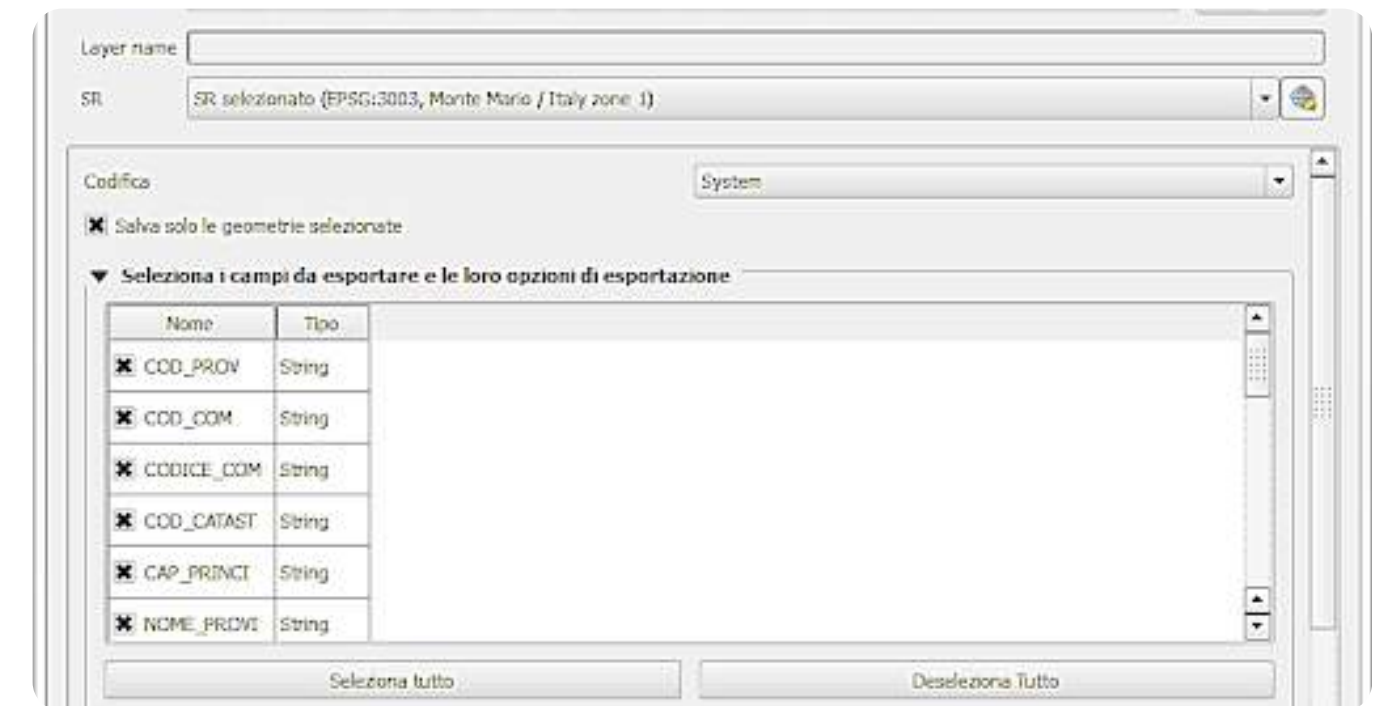 Layer name
SR SR selezionato (EPSG:3003, Monte Mario / Italy zone 1)
Codifica System
Salva solo le geometrie selezionate
Seleziona i campi da esportare e le loro opzioni di esportazione
Nome Tipo
COD_PROV String
COD_COM String
CODICE_COM String
COD_CATAST String
CAP_PRINCI String
NOME_PROVI String
Seleziona tutto Deseleziona Tutto